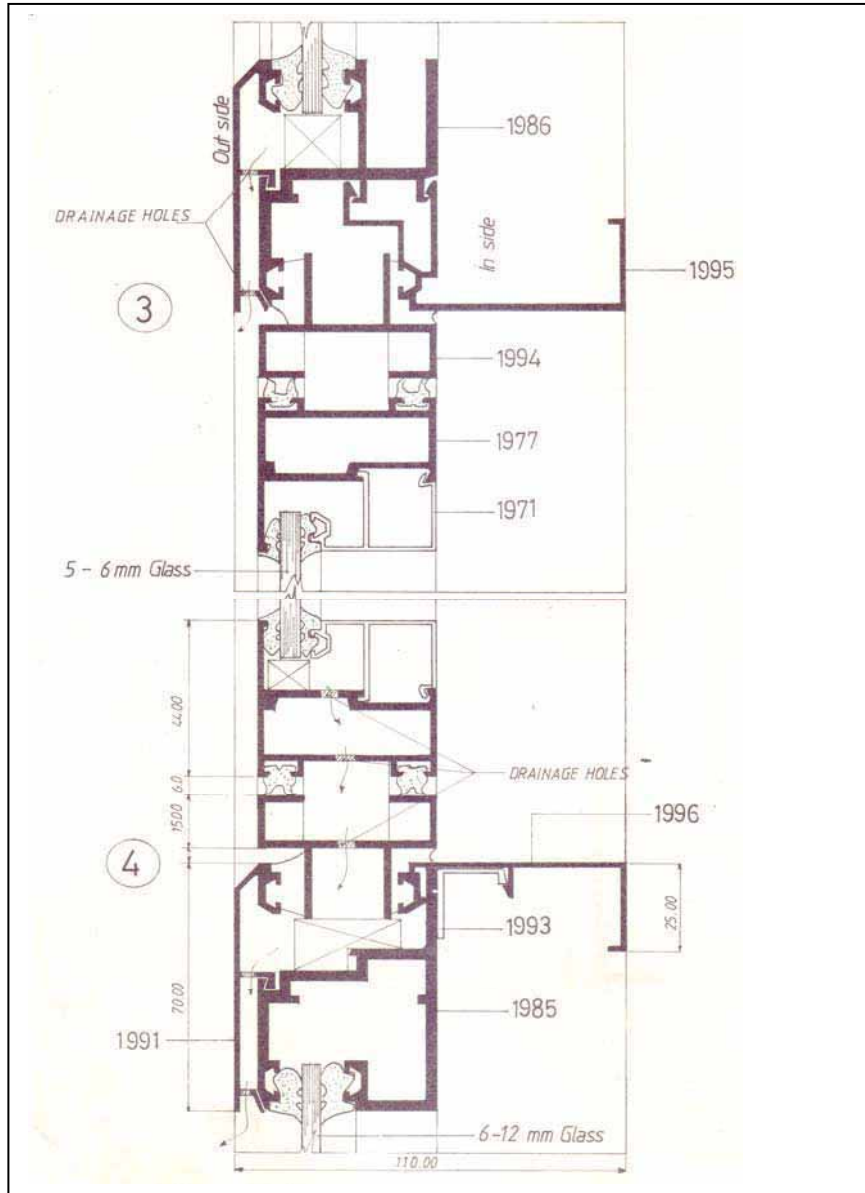 Out side
1986
DRAINAGE HOLES
In side
1995
3
1994
1977
1971
5 - 6 mm Glass
44.00
6.0
DRAINAGE HOLES
15.00
1996
4
25.00
1993
70.00
1985
1991
6-12 mm Glass
110.00